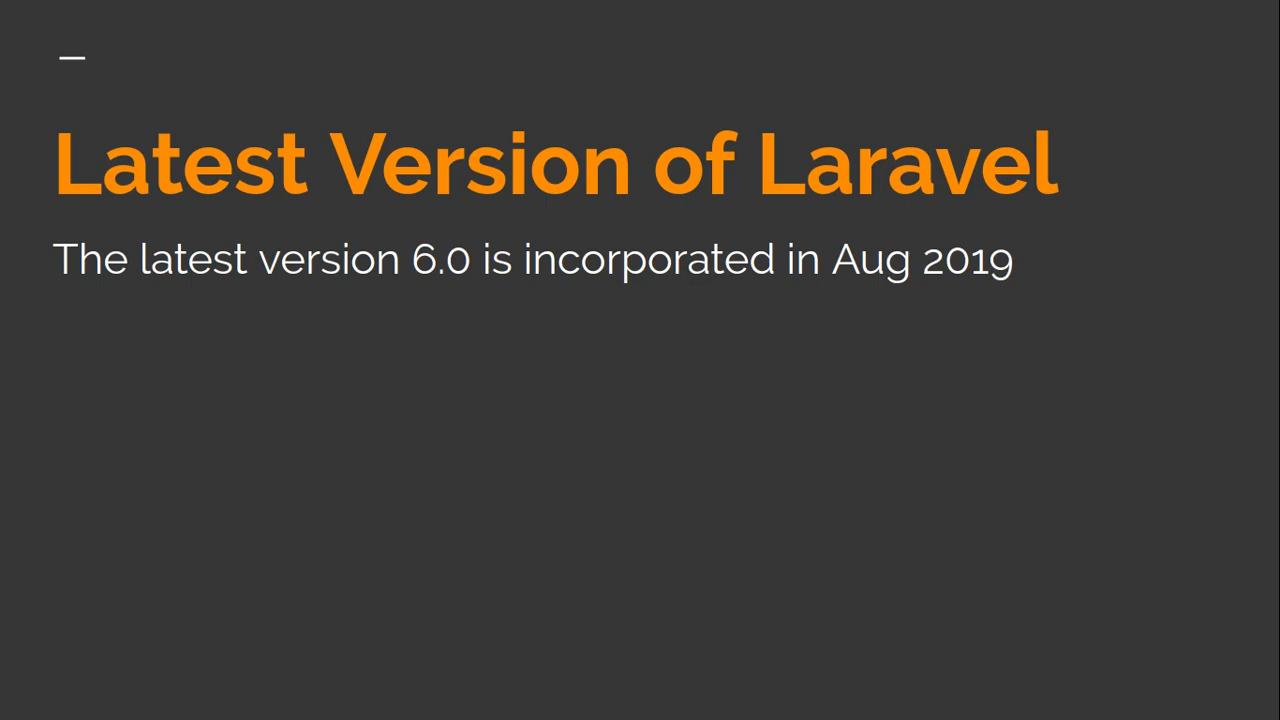 Latest Version of Laravel
The latest version 6.0 is incorporated in Aug 2019